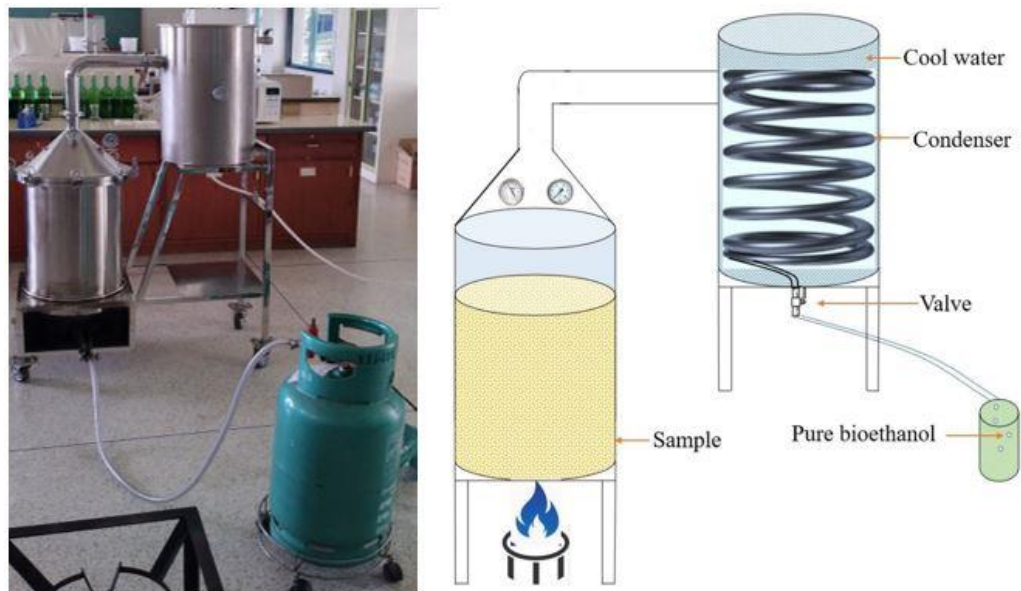 Cool water
Condenser
Valve
Sample
Pure bioethanol